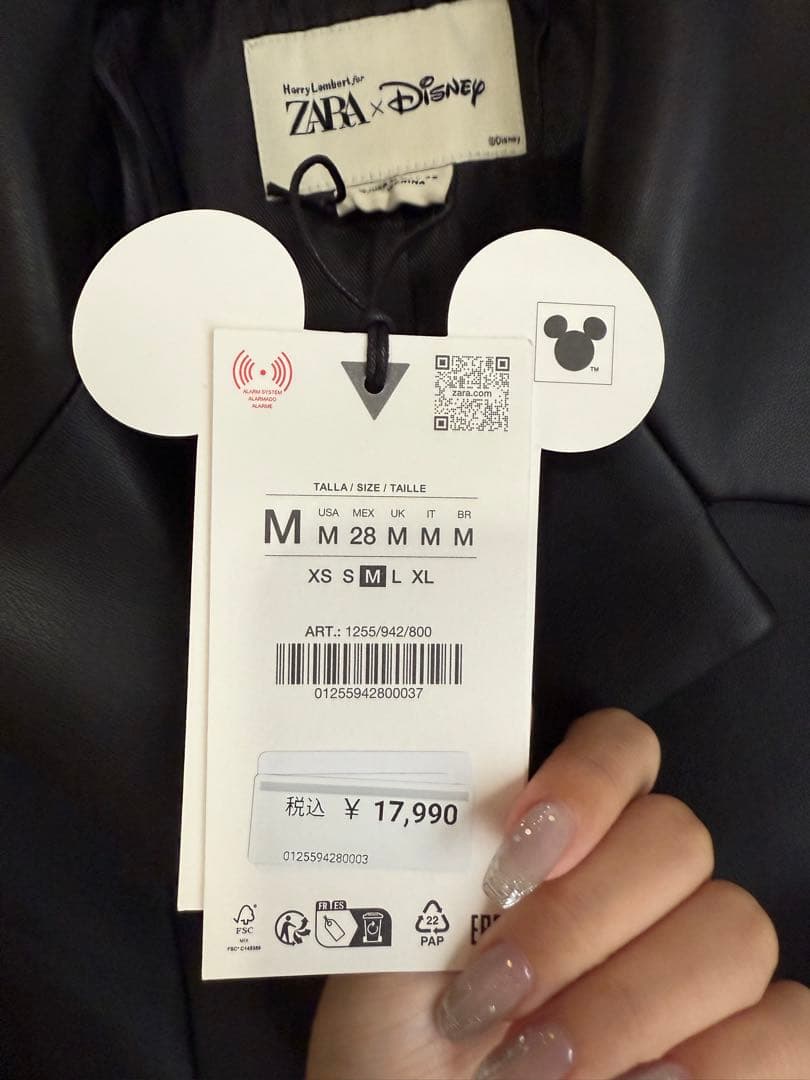 Harry Lambert for
ZARA x Disney
©Disney
ALARM SYSTEM
ALARMADO
ALARME
zara.com
TM
TALLA / SIZE / TAILLE
USA MEX UK IT BR
M M 28 M M M
XS S M L XL
ART.: 1255/942/800
01255942800037
税込 ¥ 17,990
0125594280003
FR ES
FSC
MIX
22
PAP